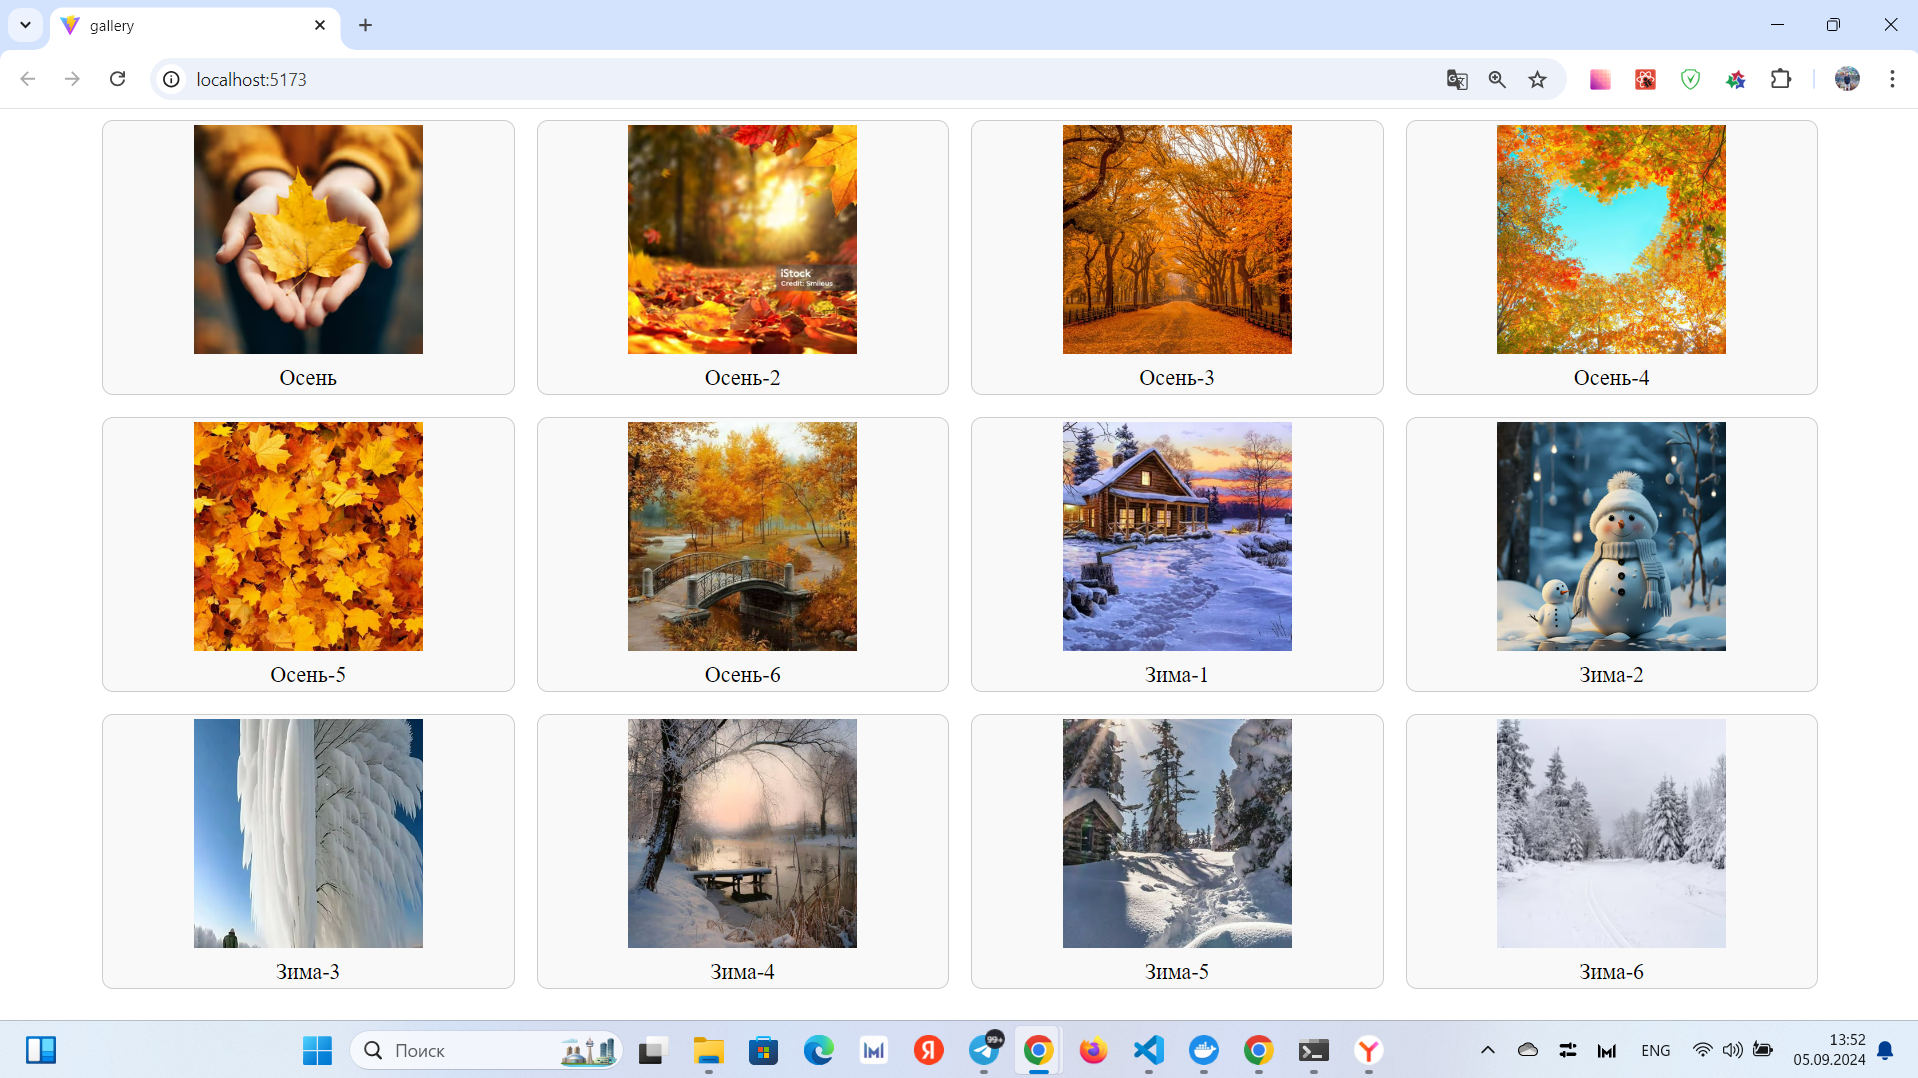 gallery
localhost:5173
iStock
Credit: Smileus
Осень
Осень-2
Осень-3
Осень-4
Осень-5
Осень-6
Зима-1
Зима-2
Зима-3
Зима-4
Зима-5
Зима-6
Поиск
99+
ENG
13:52
05.09.2024